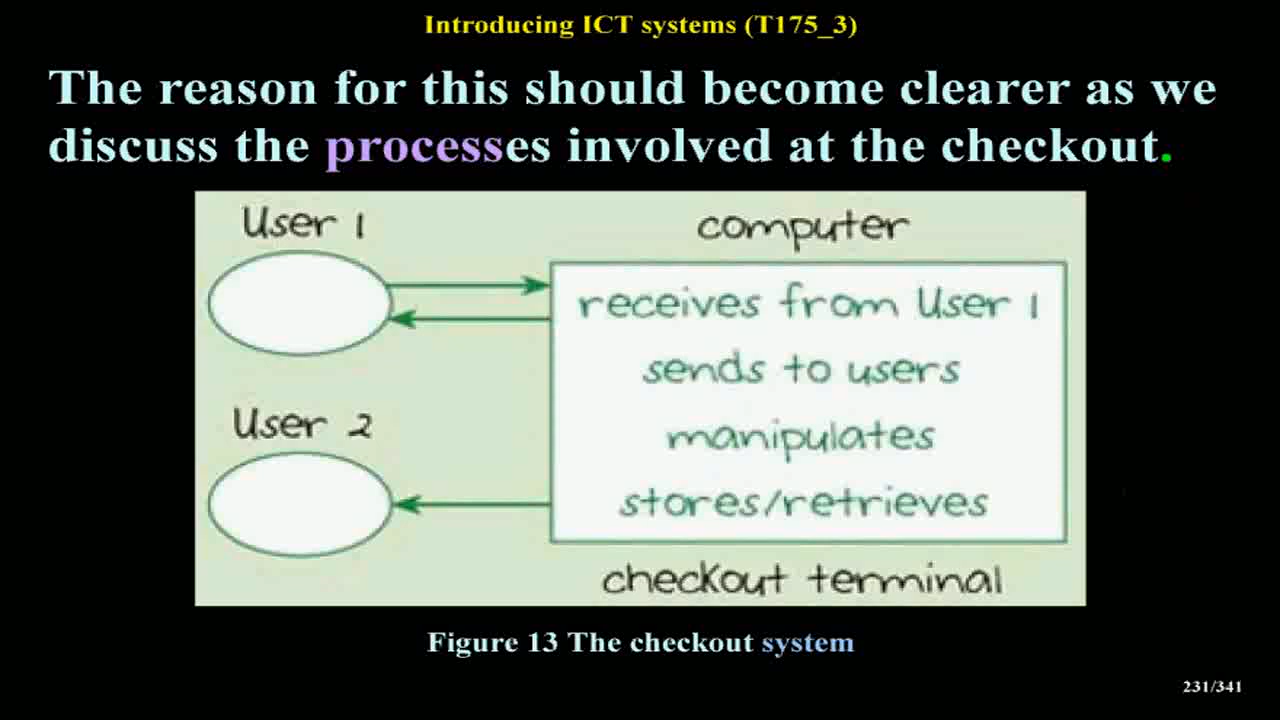 Introducing ICT systems (T175_3)
The reason for this should become clearer as we
discuss the processes involved at the checkout.
User 1
computer
receives from User 1
sends to users
manipulates
stores/retrieves
User 2
checkout terminal
Figure 13 The checkout system
231/341